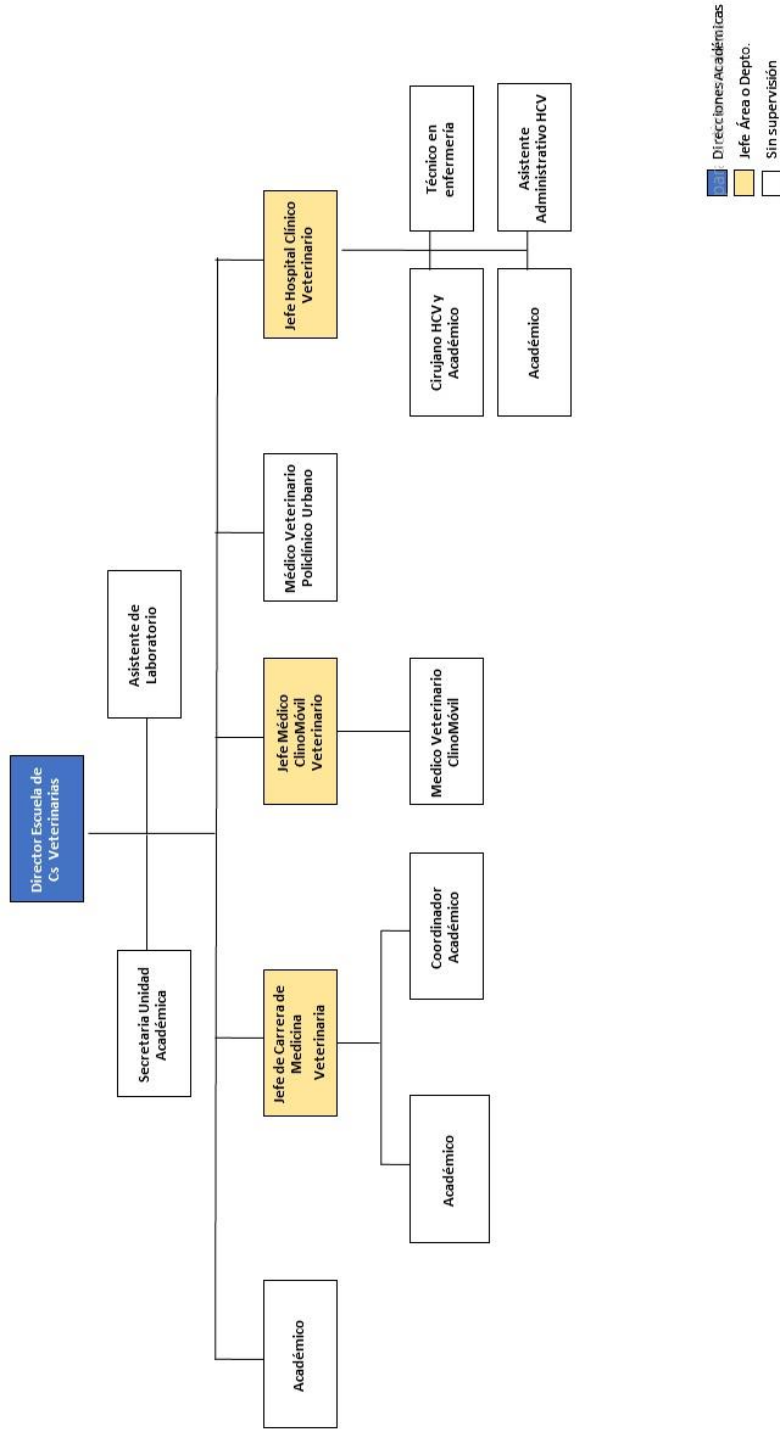 Director Escuela de
Cs Veterinarias
Secretaria Unidad
Académica
Asistente de
Laboratorio
Académico
Jefe de Carrera de
Medicina
Veterinaria
Jefe Médico
ClinoMóvil
Veterinario
Médico Veterinario
Policlínico Urbano
Jefe Hospital Clínico
Veterinario
Académico
Coordinador
Académico
Medico Veterinario
ClinoMóvil
Cirujano HCV y
Académico
Técnico en
enfermería
Académico
Asistente
Administrativo HCV
Direcciones Académicas
Jefe Área o Depto.
Sin supervisión